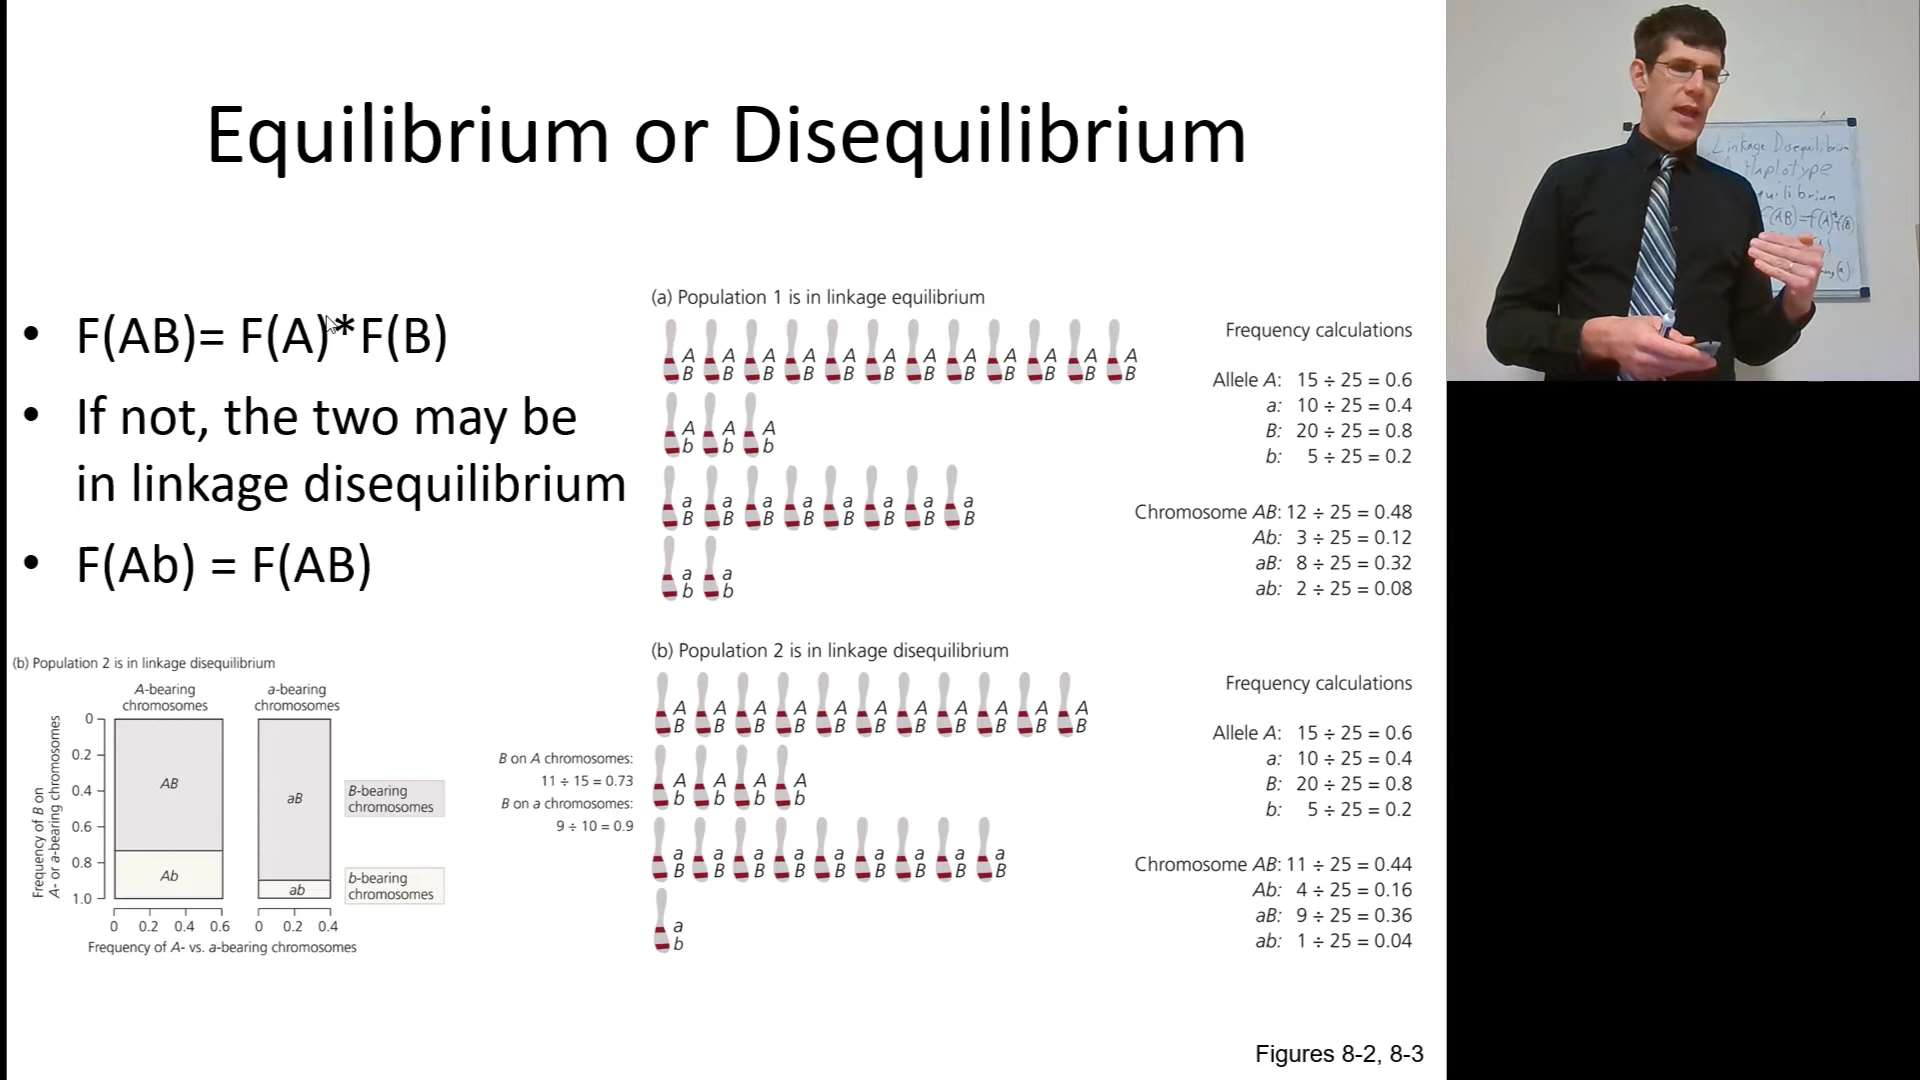 Equilibrium or Disequilibrium
• F(AB)= F(A)*F(B)
• If not, the two may be
in linkage disequilibrium
• F(Ab) = F(AB)
(a) Population 1 is in linkage equilibrium
A A A A A A A A A A A A
B B B B B B B B B B B B
A A A
b b b
a a a a a a a a
B B B B B B B B
a a
b b
Frequency calculations
Allele A: 15 ÷ 25 = 0.6
a: 10 ÷ 25 = 0.4
B: 20 ÷ 25 = 0.8
b: 5 ÷ 25 = 0.2
Chromosome AB: 12 ÷ 25 = 0.48
Ab: 3 ÷ 25 = 0.12
aB: 8 ÷ 25 = 0.32
ab: 2 ÷ 25 = 0.08
(b) Population 2 is in linkage disequilibrium
A-bearing
chromosomes
a-bearing
chromosomes
Frequency of B on
A- or a-bearing chromosomes
0
0.2
0.4
0.6
0.8
1.0
AB
Ab
aB
ab
B-bearing
chromosomes
b-bearing
chromosomes
0 0.2 0.4 0.6 0 0.2 0.4
Frequency of A- vs. a-bearing chromosomes
B on A chromosomes:
11 ÷ 15 = 0.73
B on a chromosomes:
9 ÷ 10 = 0.9
(b) Population 2 is in linkage disequilibrium
A A A A A A A A A A A
B B B B B B B B B B B
A A A A
b b b b
a a a a a a a a a
B B B B B B B B B
a
b
Frequency calculations
Allele A: 15 ÷ 25 = 0.6
a: 10 ÷ 25 = 0.4
B: 20 ÷ 25 = 0.8
b: 5 ÷ 25 = 0.2
Chromosome AB: 11 ÷ 25 = 0.44
Ab: 4 ÷ 25 = 0.16
aB: 9 ÷ 25 = 0.36
ab: 1 ÷ 25 = 0.04
Figures 8-2, 8-3
Linkage Disequilibrium
Haplotype
uilibrium
F(AB)=f(A)*f(B)